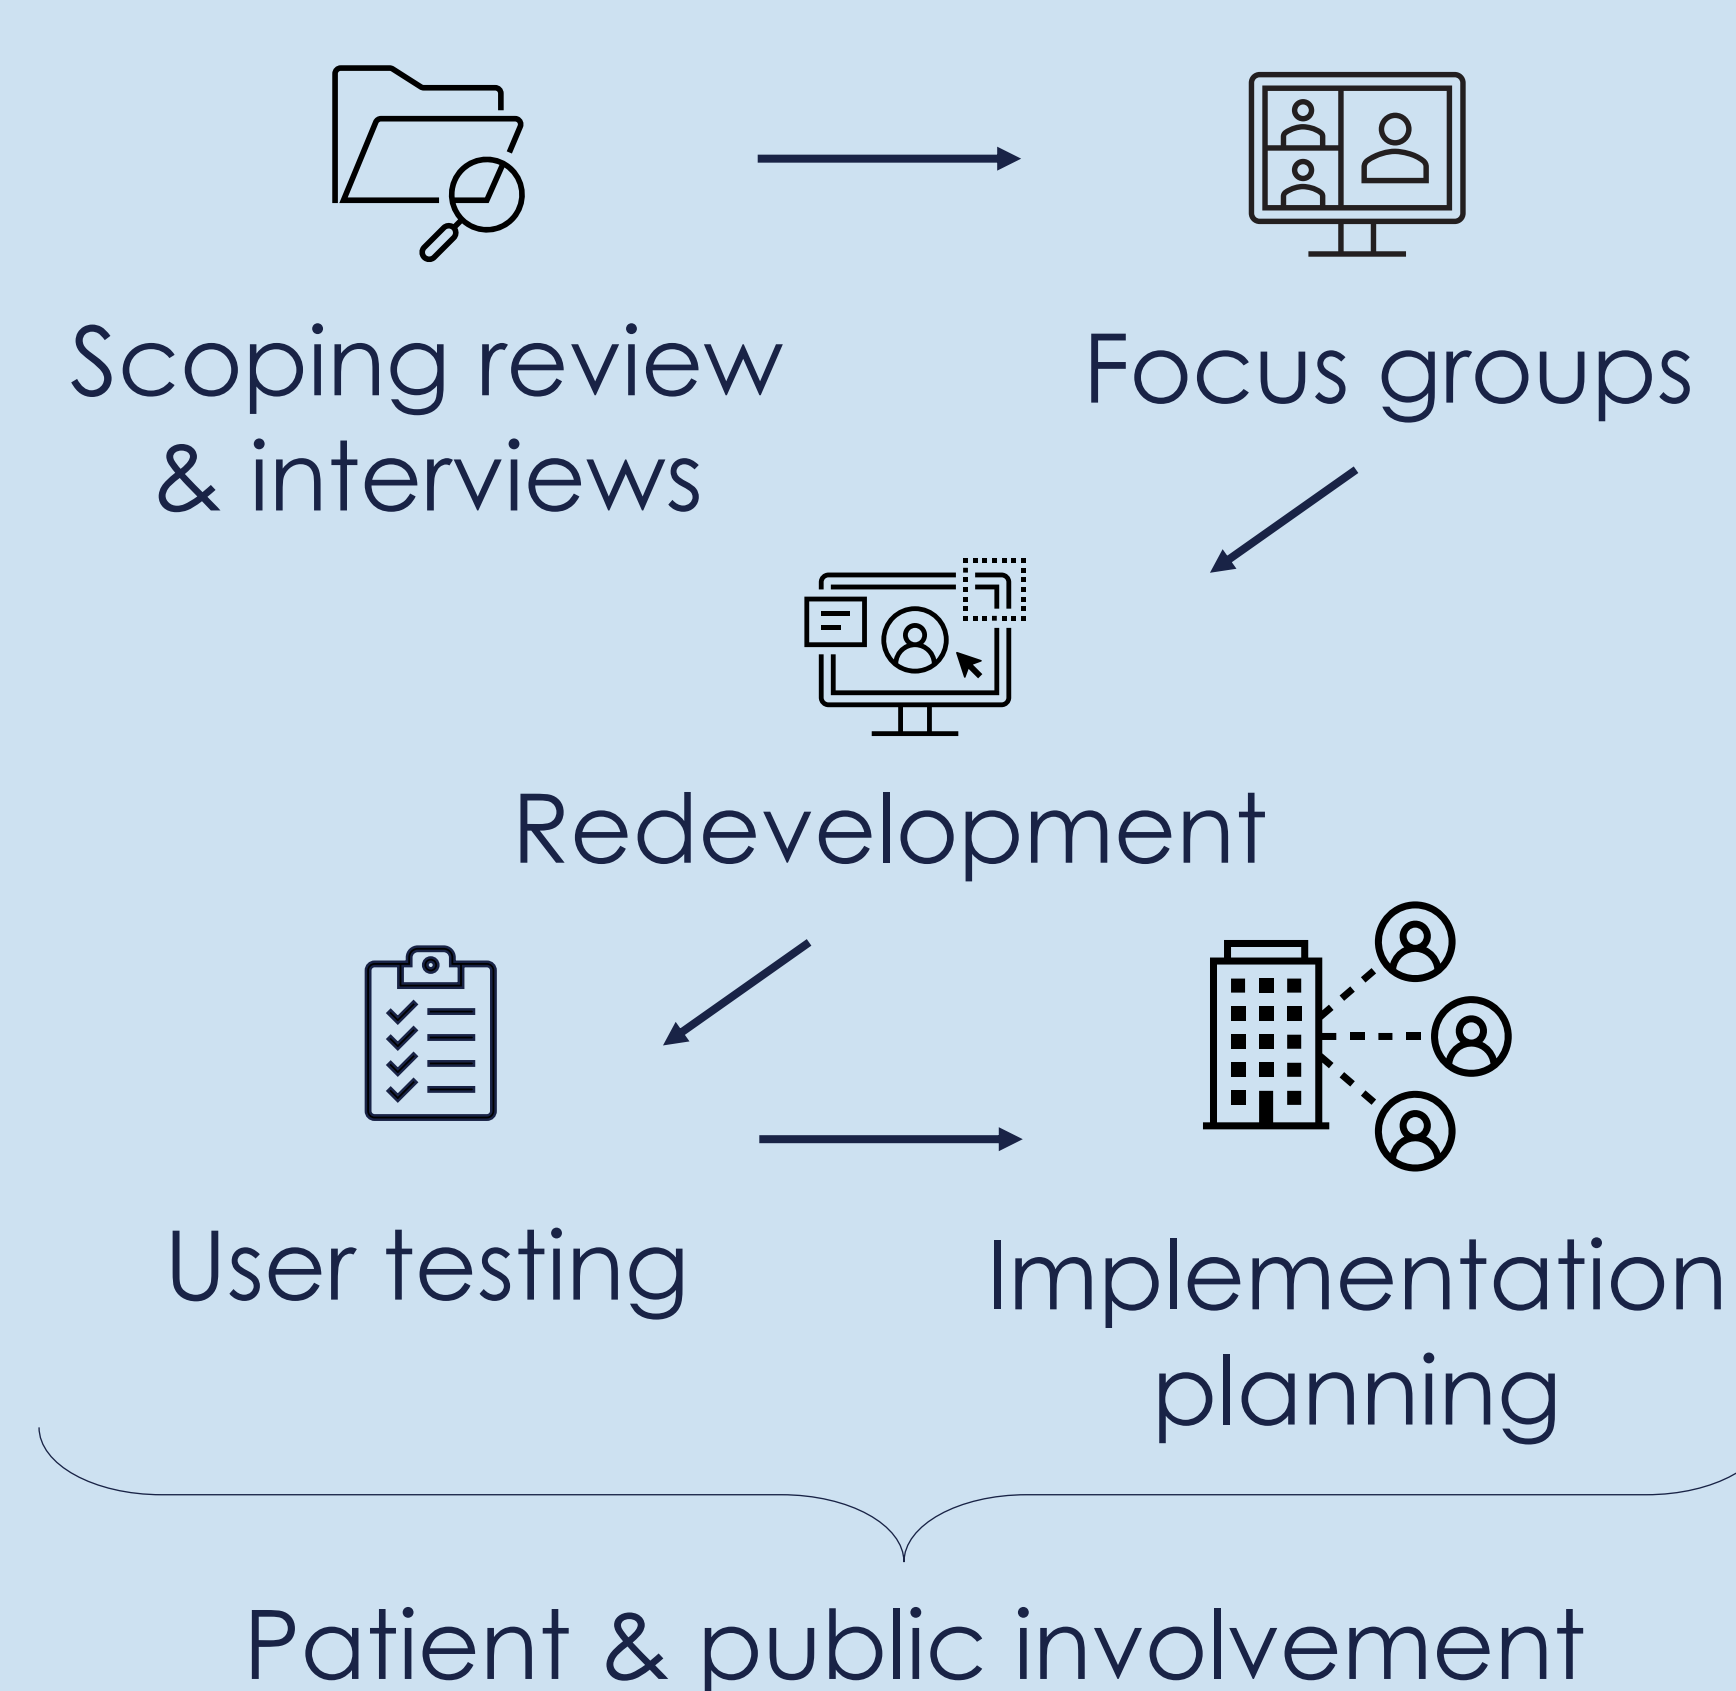 Scoping review
& interviews
Focus groups
Redevelopment
User testing
Implementation
planning
Patient & public involvement